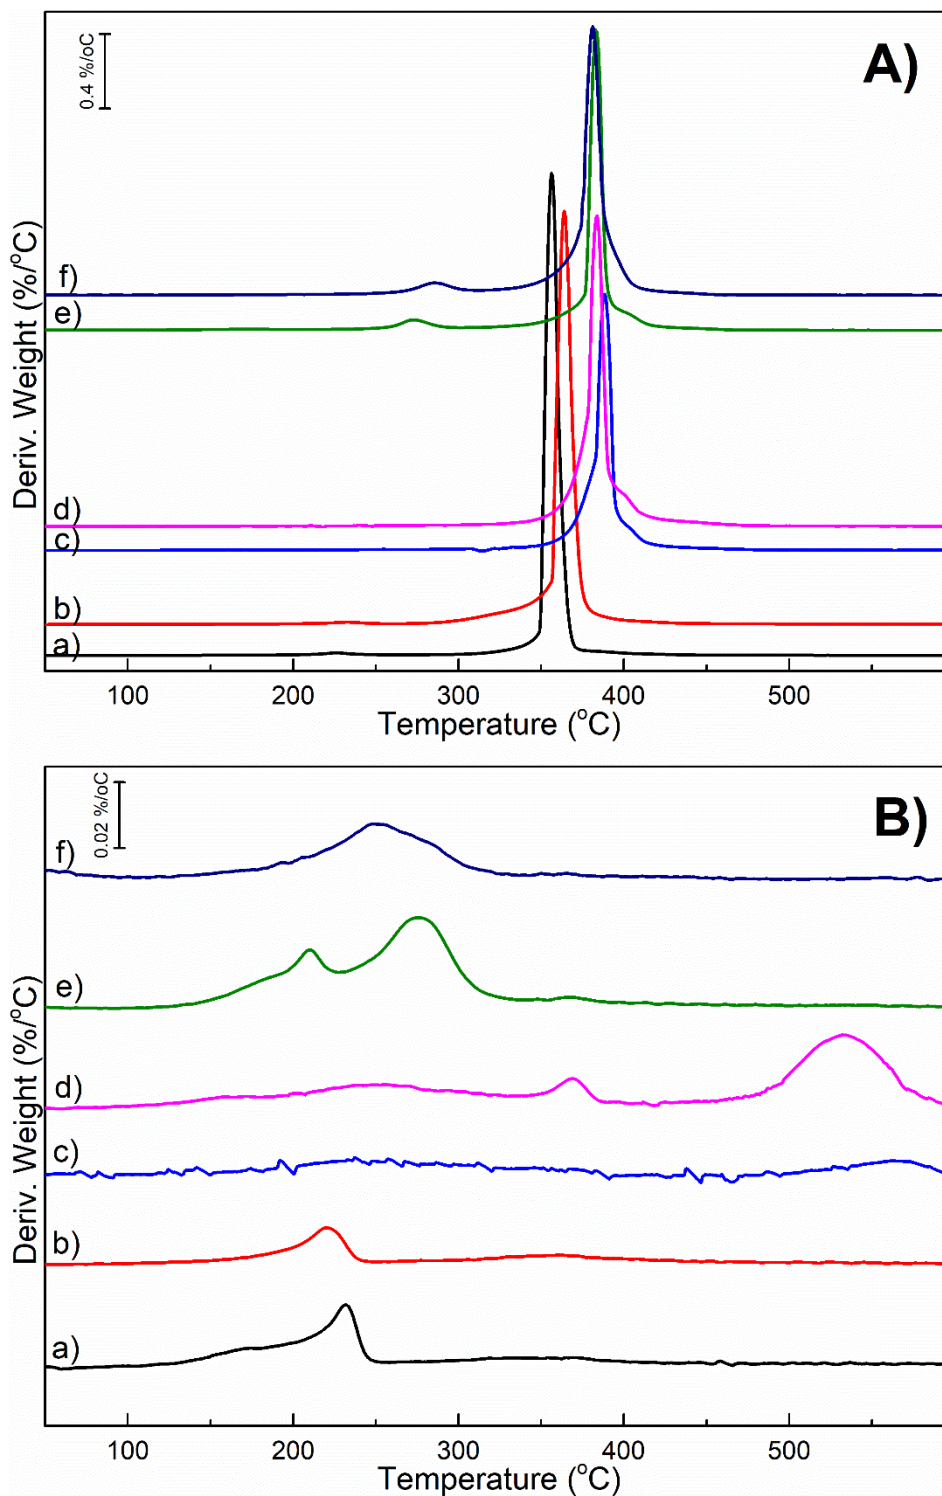 0.4 %/oC
A)
Deriv. Weight (%/°C)
f)
e)
d)
c)
b)
a)
100 200 300 400 500
Temperature (°C)
0.02 %/oC
B)
Deriv. Weight (%/°C)
f)
e)
d)
c)
b)
a)
100 200 300 400 500
Temperature (°C)